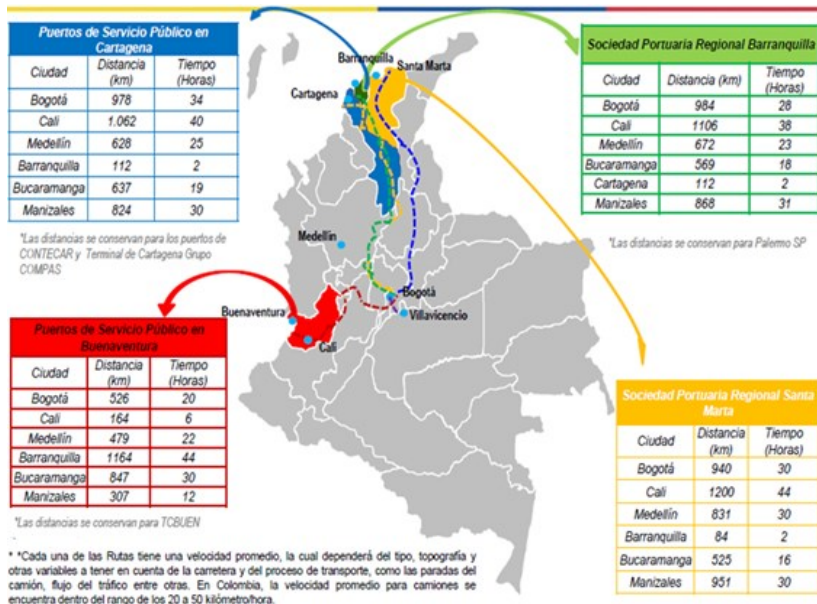 Puertos de Servicio Público en
Cartagena
Ciudad Distancia (km) Tiempo (Horas)
Bogotá 978 34
Cali 1.062 40
Medellín 628 25
Barranquilla 112 2
Bucaramanga 637 19
Manizales 824 30
*Las distancias se conservan para los puertos de
CONTECAR y Terminal de Cartagena Grupo
COMPAS
Barranquilla
Santa Marta
Cartagena
Medellín
Bogotá
Buenaventura
Villavicencio
Cali
Sociedad Portuaria Regional Barranquilla
Ciudad Distancia (km) Tiempo (Horas)
Bogotá 984 28
Cali 1106 38
Medellín 672 23
Bucaramanga 569 18
Cartagena 112 2
Manizales 868 31
*Las distancias se conservan para Palermo SP
Puertos de Servicio Público en
Buenaventura
Ciudad Distancia (km) Tiempo (Horas)
Bogotá 526 20
Cali 164 6
Medellín 479 22
Barranquilla 1164 44
Bucaramanga 847 30
Manizales 307 12
*Las distancias se conservan para TCBUEN
Sociedad Portuaria Regional Santa
Marta
Ciudad Distancia (km) Tiempo (Horas)
Bogotá 940 30
Cali 1200 44
Medellín 831 30
Barranquilla 84 2
Bucaramanga 525 16
Manizales 951 30
* *Cada una de las Rutas tiene una velocidad promedio, la cual dependerá del tipo, topografía y
otras variables a tener en cuenta de la carretera y del proceso de transporte, como las paradas del
camión, flujo del tráfico entre otras. En Colombia, la velocidad promedio para camiones se
encuentra dentro del rango de los 20 a 50 kilómetro/hora.